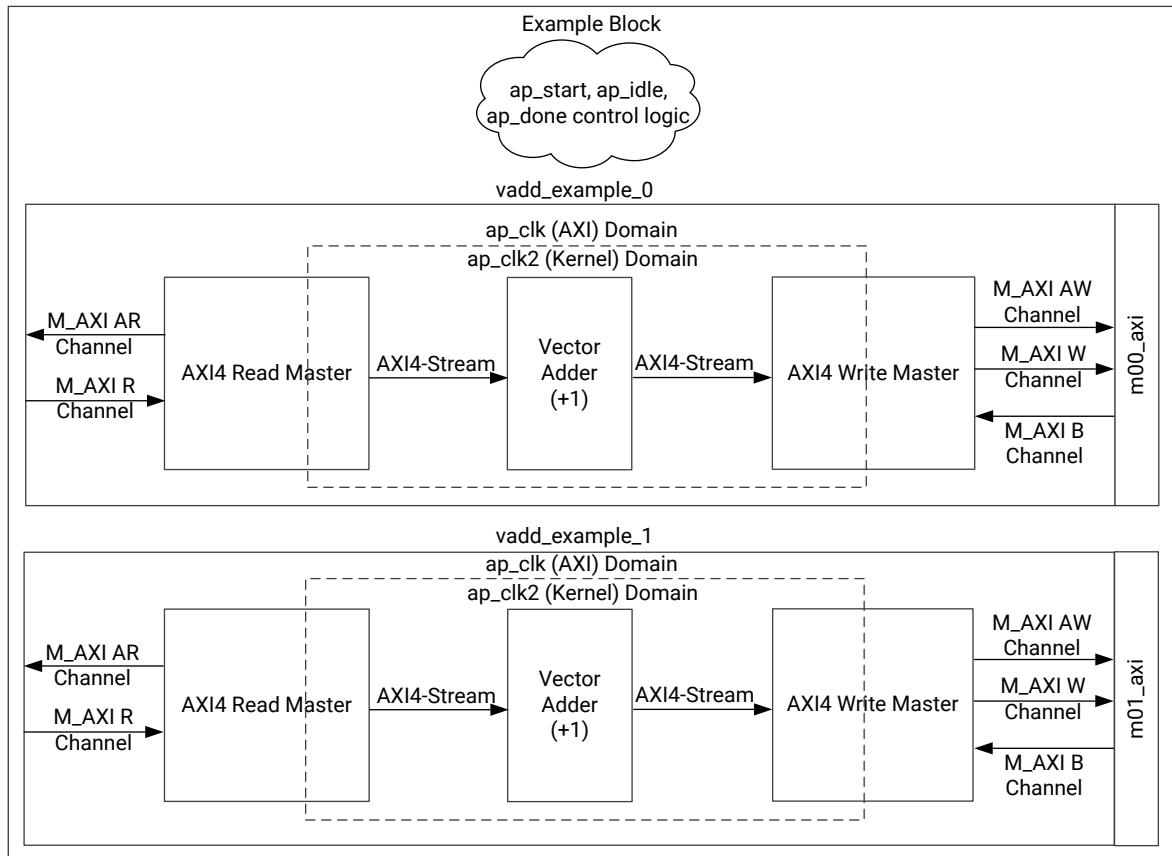 Example Block
ap_start, ap_idle,
ap_done control logic
vadd_example_0
ap_clk (AXI) Domain
ap_clk2 (Kernel) Domain
M_AXI AR
Channel
M_AXI R
Channel
AXI4 Read Master
AXI4-Stream
Vector
Adder
(+1)
AXI4-Stream
AXI4 Write Master
M_AXI AW
Channel
M_AXI W
Channel
M_AXI B
Channel
m00_axi
vadd_example_1
ap_clk (AXI) Domain
ap_clk2 (Kernel) Domain
M_AXI AR
Channel
M_AXI R
Channel
AXI4 Read Master
AXI4-Stream
Vector
Adder
(+1)
AXI4-Stream
AXI4 Write Master
M_AXI AW
Channel
M_AXI W
Channel
M_AXI B
Channel
m01_axi